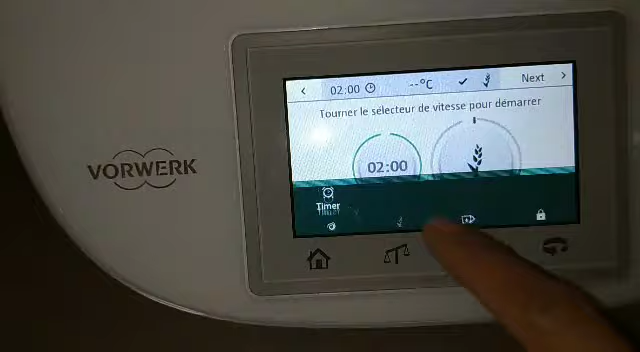 VORWERK
02:00 --°C Next
Tourner le sélecteur de vitesse pour démarrer
02:00
Timer